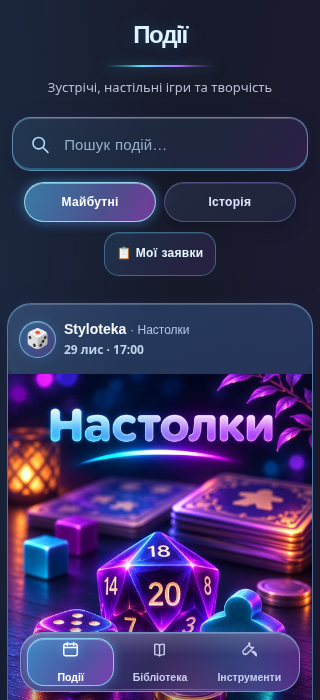 Події
Зустрічі, настільні ігри та творчість
Пошук подій…
Майбутні
Історія
Мої заявки
Styloteka · Настолки
29 лис · 17:00
Настолки
18
14
20
8
7
3
Події
Бібліотека
Інструменти